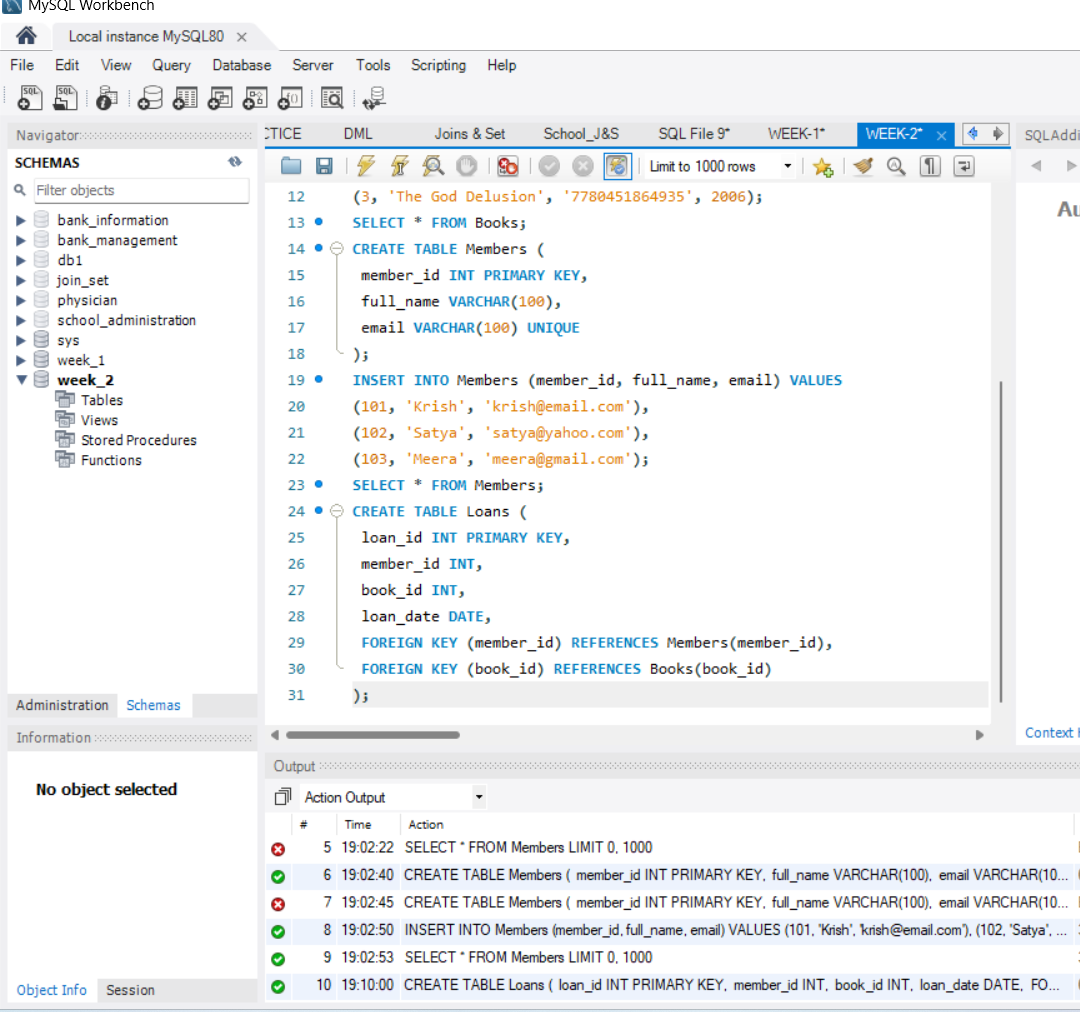 MySQL Workbench
Local instance MySQL80
File Edit View Query Database Server Tools Scripting Help
Navigator
SCHEMAS
Filter objects
bank_information
bank_management
db1
join_set
physician
school_administration
sys
week_1
week_2
Tables
Views
Stored Procedures
Functions
Administration Schemas
Information
No object selected
Object Info Session
CTICE DML Joins & Set School_J&S SQL File 9* WEEK-1* WEEK-2*
Limit to 1000 rows
12 (3, 'The God Delusion', '7780451864935', 2006);
13 SELECT * FROM Books;
14 CREATE TABLE Members (
15 member_id INT PRIMARY KEY,
16 full_name VARCHAR(100),
17 email VARCHAR(100) UNIQUE
18 );
19 INSERT INTO Members (member_id, full_name, email) VALUES
20 (101, 'Krish', 'krish@email.com'),
21 (102, 'Satya', 'satya@yahoo.com'),
22 (103, 'Meera', 'meera@gmail.com');
23 SELECT * FROM Members;
24 CREATE TABLE Loans (
25 loan_id INT PRIMARY KEY,
26 member_id INT,
27 book_id INT,
28 loan_date DATE,
29 FOREIGN KEY (member_id) REFERENCES Members(member_id),
30 FOREIGN KEY (book_id) REFERENCES Books(book_id)
31 );
SQLAddi
Au
Context
Output
Action Output
# Time Action
5 19:02:22 SELECT * FROM Members LIMIT 0, 1000
6 19:02:40 CREATE TABLE Members ( member_id INT PRIMARY KEY, full_name VARCHAR(100), email VARCHAR(10...
7 19:02:45 CREATE TABLE Members ( member_id INT PRIMARY KEY, full_name VARCHAR(100), email VARCHAR(10...
8 19:02:50 INSERT INTO Members (member_id, full_name, email) VALUES (101, 'Krish', 'krish@email.com'), (102, 'Satya', ...
9 19:02:53 SELECT * FROM Members LIMIT 0, 1000
10 19:10:00 CREATE TABLE Loans ( loan_id INT PRIMARY KEY, member_id INT, book_id INT, loan_date DATE, FO...